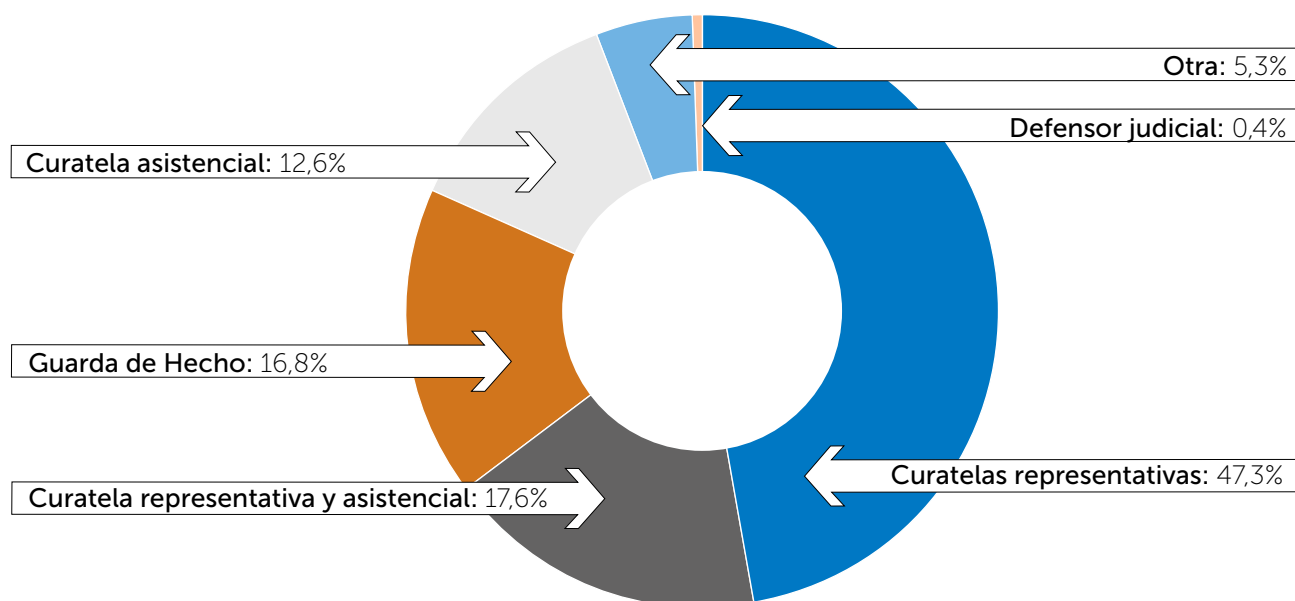 Otra: 5,3%
Defensor judicial: 0,4%
Curatela asistencial: 12,6%
Guarda de Hecho: 16,8%
Curatelas representativas: 47,3%
Curatela representativa y asistencial: 17,6%